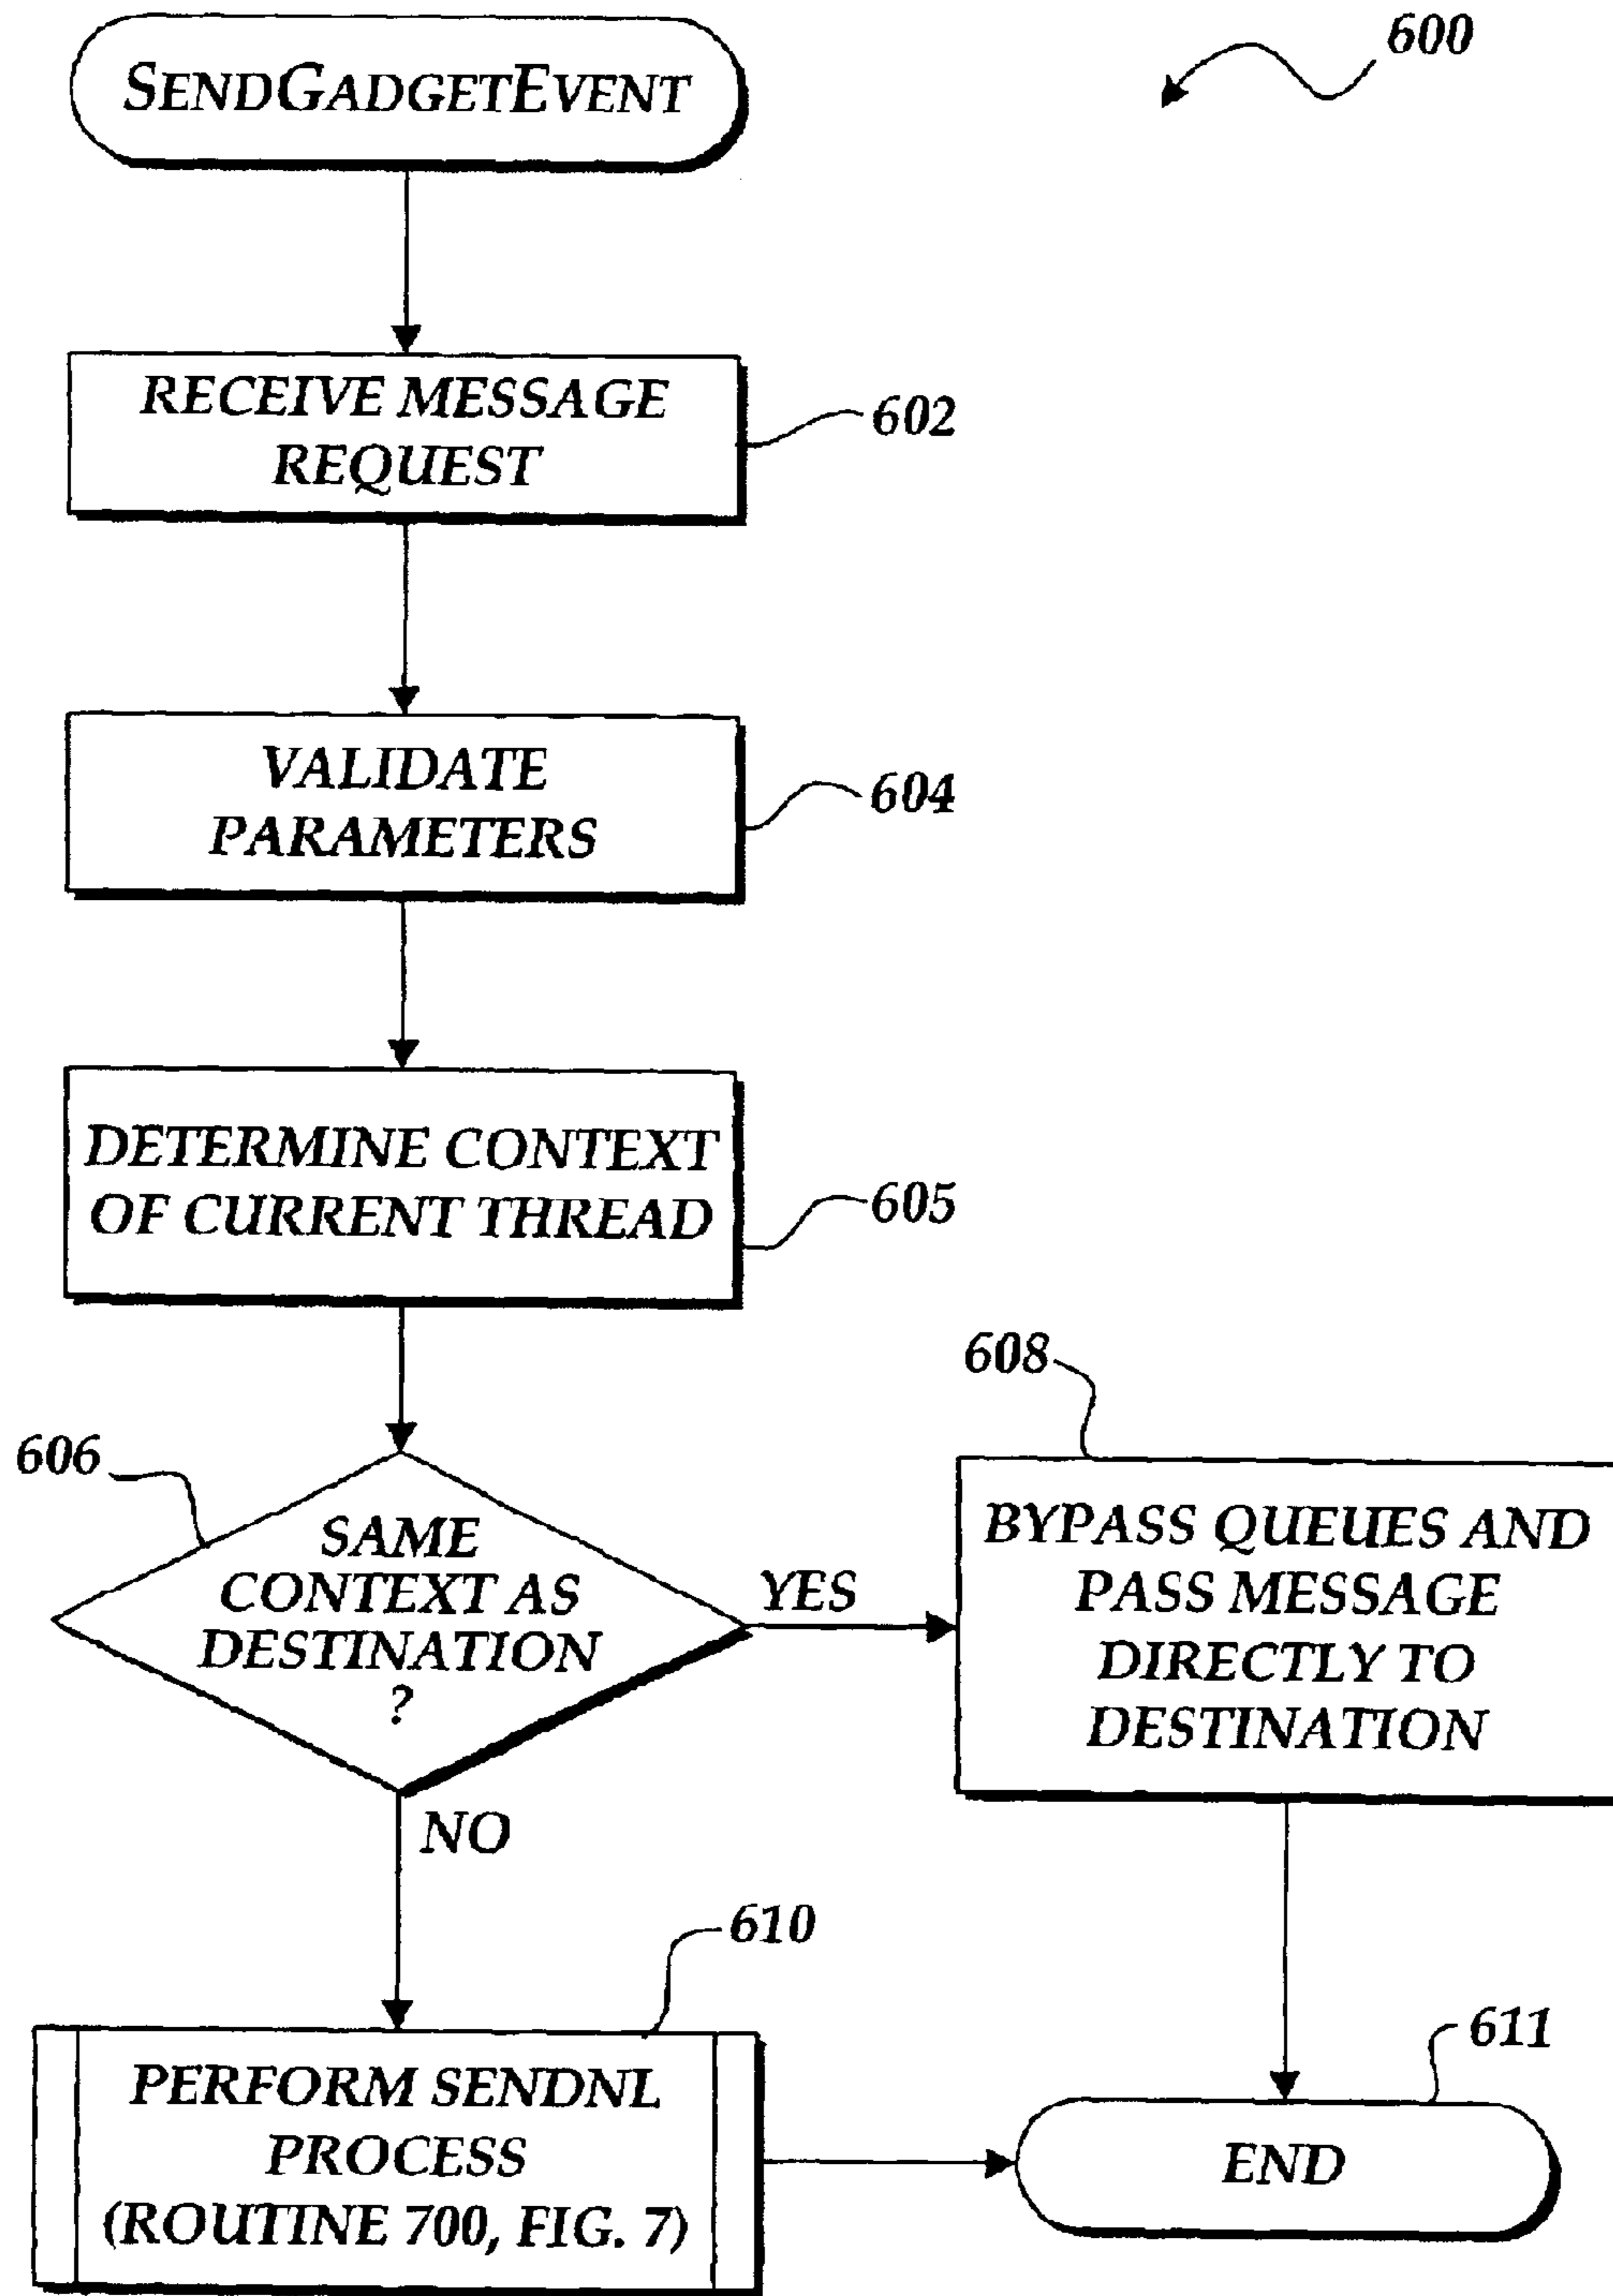 SENDGADGETEVENT
600
RECEIVE MESSAGE
REQUEST
602
VALIDATE
PARAMETERS
604
DETERMINE CONTEXT
OF CURRENT THREAD
605
606
SAME
CONTEXT AS
DESTINATION
?
YES
NO
608
BYPASS QUEUES AND
PASS MESSAGE
DIRECTLY TO
DESTINATION
610
PERFORM SENDNL
PROCESS
(ROUTINE 700, FIG. 7)
611
END